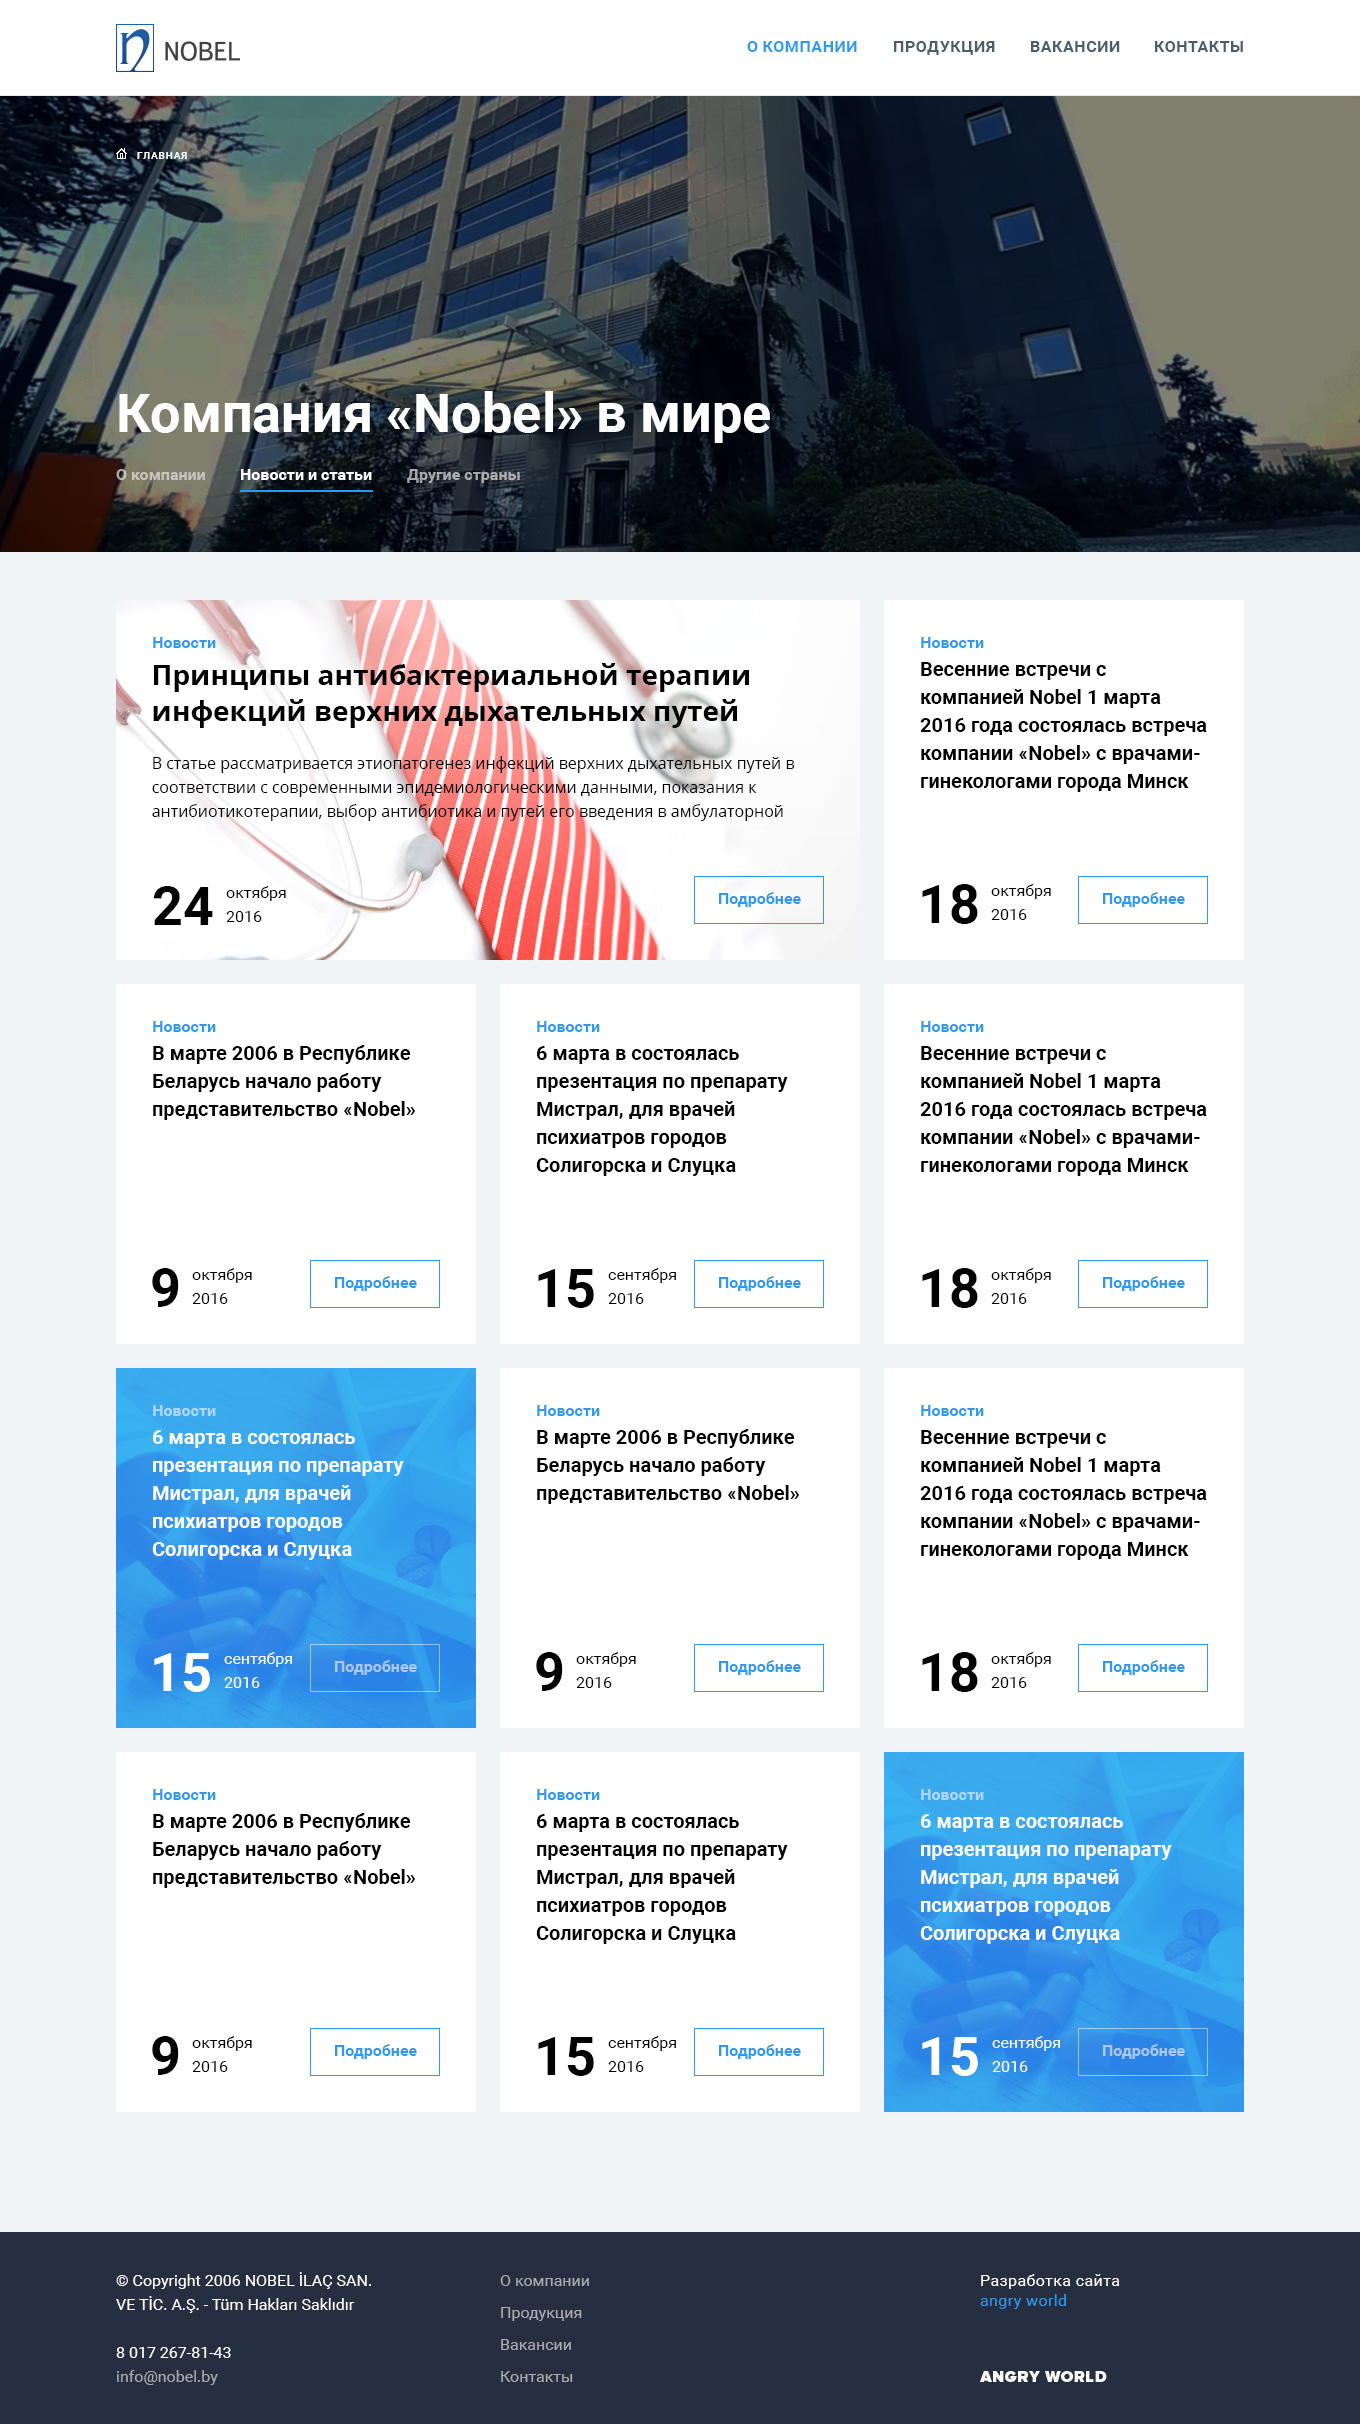 NOBEL
О КОМПАНИИ ПРОДУКЦИЯ ВАКАНСИИ КОНТАКТЫ
ГЛАВНАЯ
Компания «Nobel» в мире
О компании Новости и статьи Другие страны
Новости
Принципы антибактериальной терапии
инфекций верхних дыхательных путей
В статье рассматривается этиопатогенез инфекций верхних дыхательных путей в
соответствии с современными эпидемиологическими данными, показания к
антибиотикотерапии, выбор антибиотика и путей его введения в амбулаторной
24 октября
2016
Подробнее
Новости
Весенние встречи с
компанией Nobel 1 марта
2016 года состоялась встреча
компании «Nobel» с врачами-
гинекологами города Минск
18 октября
2016
Подробнее
Новости
В марте 2006 в Республике
Беларусь начало работу
представительство «Nobel»
9 октября
2016
Подробнее
Новости
6 марта в состоялась
презентация по препарату
Мистрал, для врачей
психиатров городов
Солигорска и Слуцка
15 сентября
2016
Подробнее
Новости
Весенние встречи с
компанией Nobel 1 марта
2016 года состоялась встреча
компании «Nobel» с врачами-
гинекологами города Минск
18 октября
2016
Подробнее
Новости
6 марта в состоялась
презентация по препарату
Мистрал, для врачей
психиатров городов
Солигорска и Слуцка
15 сентября
2016
Подробнее
Новости
В марте 2006 в Республике
Беларусь начало работу
представительство «Nobel»
9 октября
2016
Подробнее
Новости
Весенние встречи с
компанией Nobel 1 марта
2016 года состоялась встреча
компании «Nobel» с врачами-
гинекологами города Минск
18 октября
2016
Подробнее
Новости
В марте 2006 в Республике
Беларусь начало работу
представительство «Nobel»
9 октября
2016
Подробнее
Новости
6 марта в состоялась
презентация по препарату
Мистрал, для врачей
психиатров городов
Солигорска и Слуцка
15 сентября
2016
Подробнее
Новости
6 марта в состоялась
презентация по препарату
Мистрал, для врачей
психиатров городов
Солигорска и Слуцка
15 сентября
2016
Подробнее
© Copyright 2006 NOBEL İLAÇ SAN.
VE TİC. A.Ş. - Tüm Hakları Saklıdır
8 017 267-81-43
info@nobel.by
О компании
Продукция
Вакансии
Контакты
Разработка сайта
angry world
ANGRY WORLD